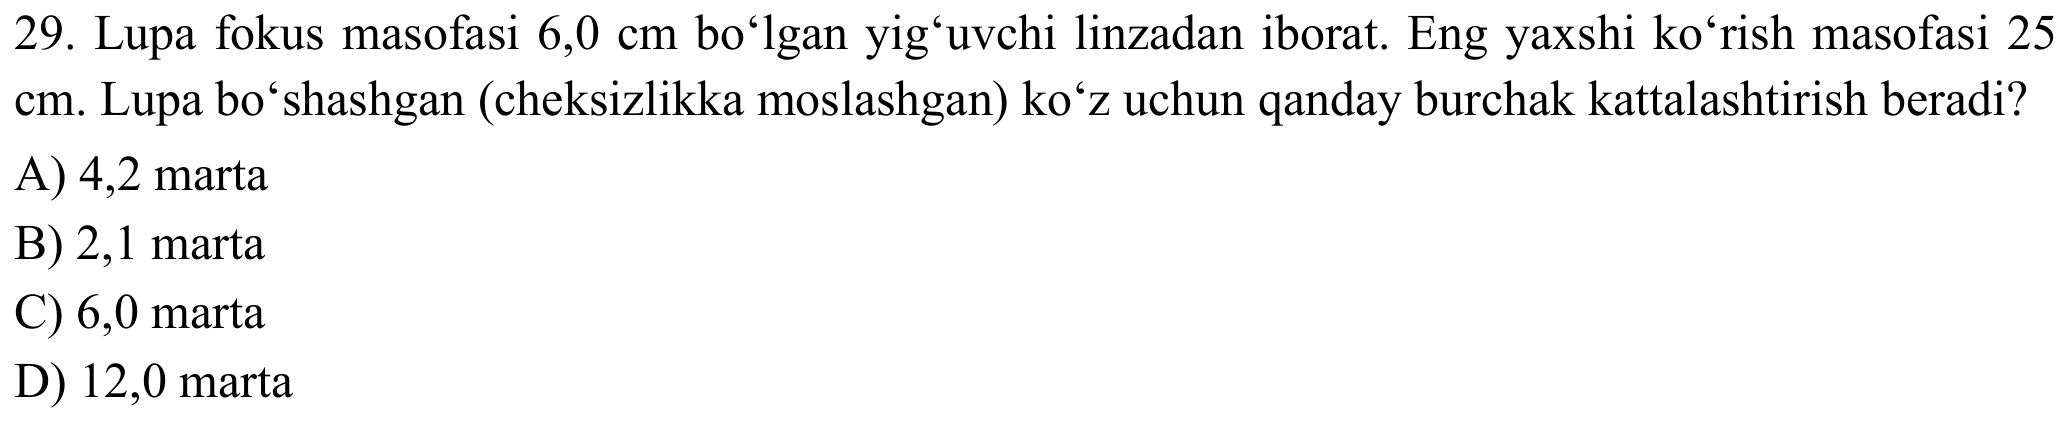 29. Lupa fokus masofasi 6,0 cm bo‘lgan yig‘uvchi linzadan iborat. Eng yaxshi ko‘rish masofasi 25
cm. Lupa bo‘shashgan (cheksizlikka moslashgan) ko‘z uchun qanday burchak kattalashtirish beradi?
A) 4,2 marta
B) 2,1 marta
C) 6,0 marta
D) 12,0 marta